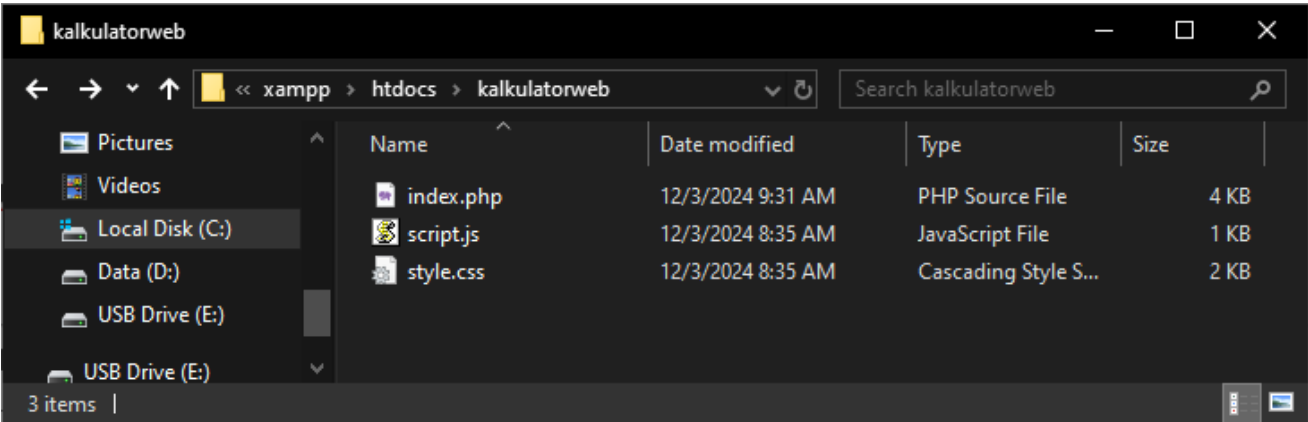 kalkulatorweb
« xampp > htdocs > kalkulatorweb
Search kalkulatorweb
Pictures
Videos
Local Disk (C:)
Data (D:)
USB Drive (E:)
USB Drive (E:)
Name Date modified Type Size
index.php 12/3/2024 9:31 AM PHP Source File 4 KB
script.js 12/3/2024 8:35 AM JavaScript File 1 KB
style.css 12/3/2024 8:35 AM Cascading Style S... 2 KB
3 items